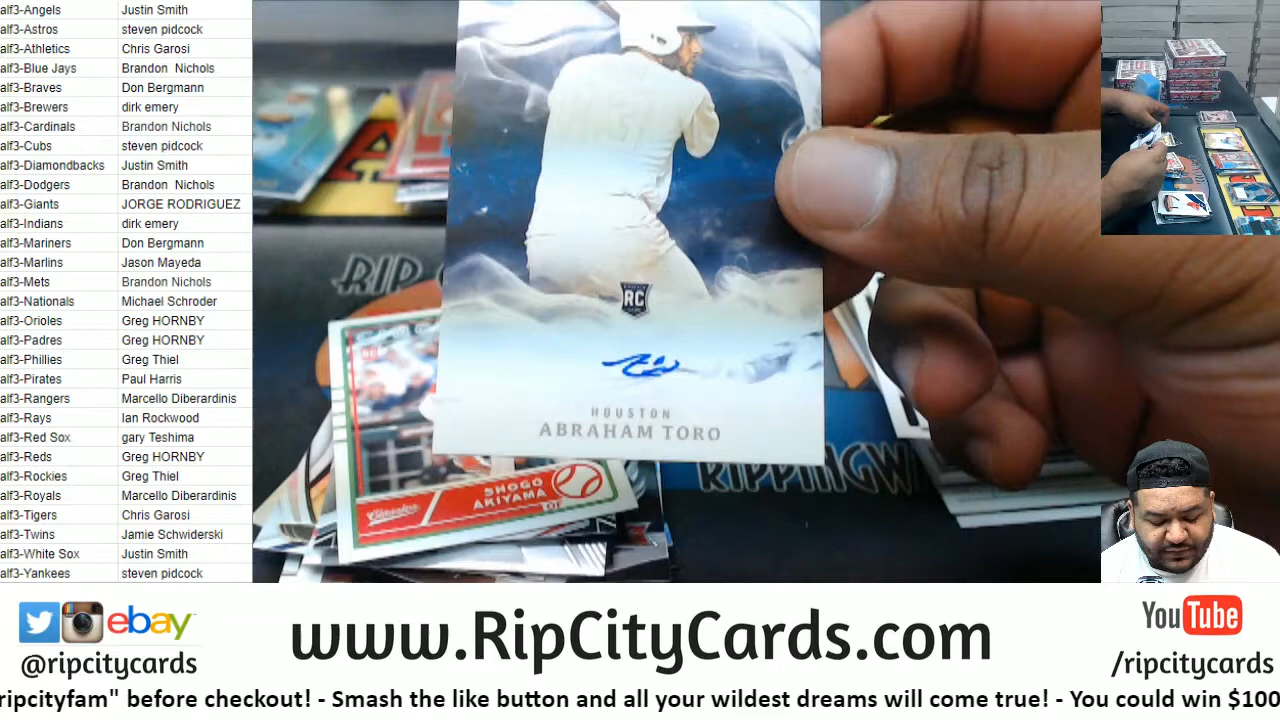 alf3-Angels Justin Smith
alf3-Astros steven pidcock
alf3-Athletics Chris Garosi
alf3-Blue Jays Brandon Nichols
alf3-Braves Don Bergmann
alf3-Brewers dirk emery
alf3-Cardinals Brandon Nichols
alf3-Cubs steven pidcock
alf3-Diamondbacks Justin Smith
alf3-Dodgers Brandon Nichols
alf3-Giants JORGE RODRIGUEZ
alf3-Indians dirk emery
alf3-Mariners Don Bergmann
alf3-Marlins Jason Mayeda
alf3-Mets Brandon Nichols
alf3-Nationals Michael Schroder
alf3-Orioles Greg HORNBY
alf3-Padres Greg HORNBY
alf3-Phillies Greg Thiel
alf3-Pirates Paul Harris
alf3-Rangers Marcello Diberardinis
alf3-Rays Ian Rockwood
alf3-Red Sox gary Teshima
alf3-Reds Greg HORNBY
alf3-Rockies Greg Thiel
alf3-Royals Marcello Diberardinis
alf3-Tigers Chris Garosi
alf3-Twins Jamie Schwiderski
alf3-White Sox Justin Smith
alf3-Yankees steven pidcock
RC
HOUSTON
ABRAHAM TORO
RIP
RIPPINGW
Classics
SHOGO
AKIYAMA
ebay
@ripcitycards
www.RipCityCards.com
YouTube
/ripcitycards
ripcityfam" before checkout! - Smash the like button and all your wildest dreams will come true! - You could win $100